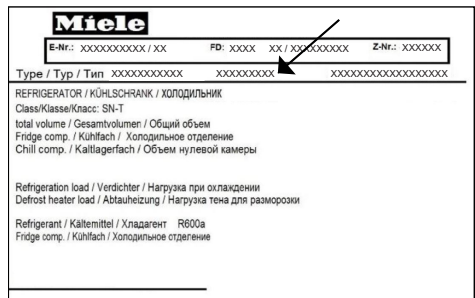 Miele
E-Nr.: XXXXXXXXXX / XX FD: XXXX XX / XXXXXXXXX Z-Nr.: XXXXXX
Type / Typ / Тип XXXXXXXXXXX XXXXXXXXX XXXXXXXXXXXXXXXXXX
REFRIGERATOR / KÜHLSCHRANK / ХОЛОДИЛЬНИК
Class/Klasse/Класс: SN-T
total volume / Gesamtvolumen / Общий объем
Fridge comp. / Kühlfach / Холодильное отделение
Chill comp. / Kaltlagerfach / Объем нулевой камеры
Refrigeration load / Verdichter / Нагрузка при охлаждении
Defrost heater load / Abtauheizung / Нагрузка тена для разморозки
Refrigerant / Kältemittel / Хладагент R600a
Fridge comp. / Kühlfach / Холодильное отделение